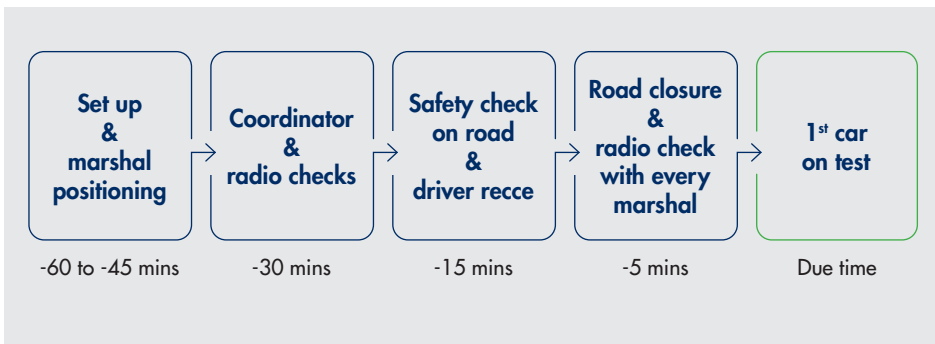 Set up
&
marshal
positioning
-60 to -45 mins
Coordinator
&
radio checks
-30 mins
Safety check
on road
&
driver recce
-15 mins
Road closure
&
radio check
with every
marshal
-5 mins
1st car
on test
Due time